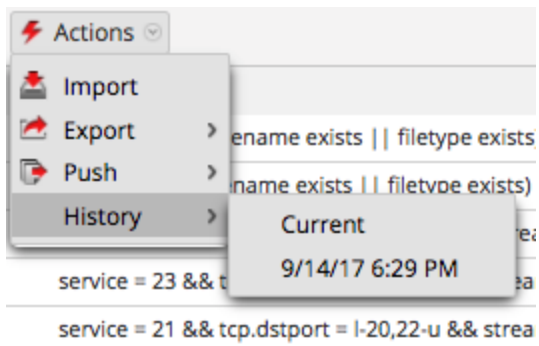 Actions
Import
Export
ename exists || filetype exists)
Push
name exists || filetype exists)
History
Current
9/14/17 6:29 PM
service = 23 && t
service = 21 && tcp.dstport = l-20,22-u && strea